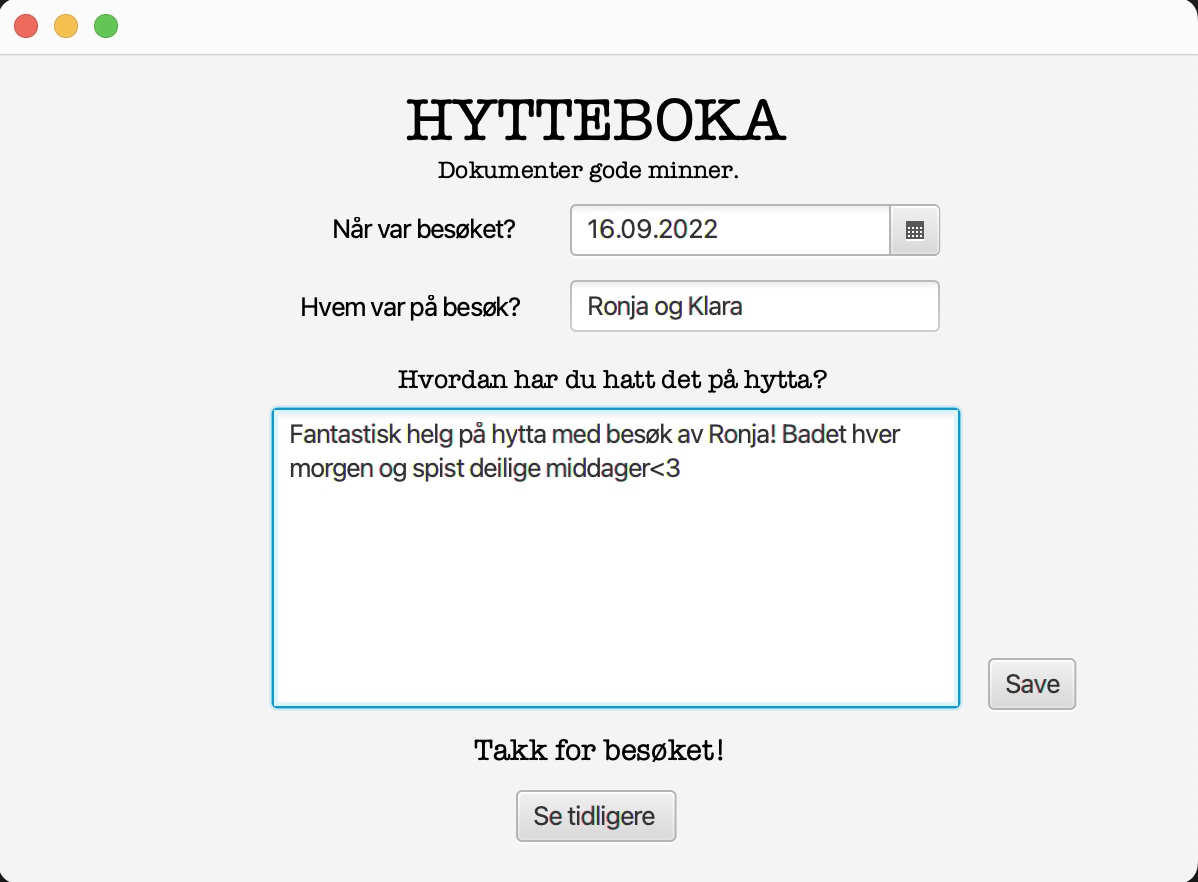 HYTTEBOKA
Dokumenter gode minner.
Når var besøket? 16.09.2022
Hvem var på besøk? Ronja og Klara
Hvordan har du hatt det på hytta?
Fantastisk helg på hytta med besøk av Ronja! Badet hver
morgen og spist deilige middager<3
Save
Takk for besøket!
Se tidligere